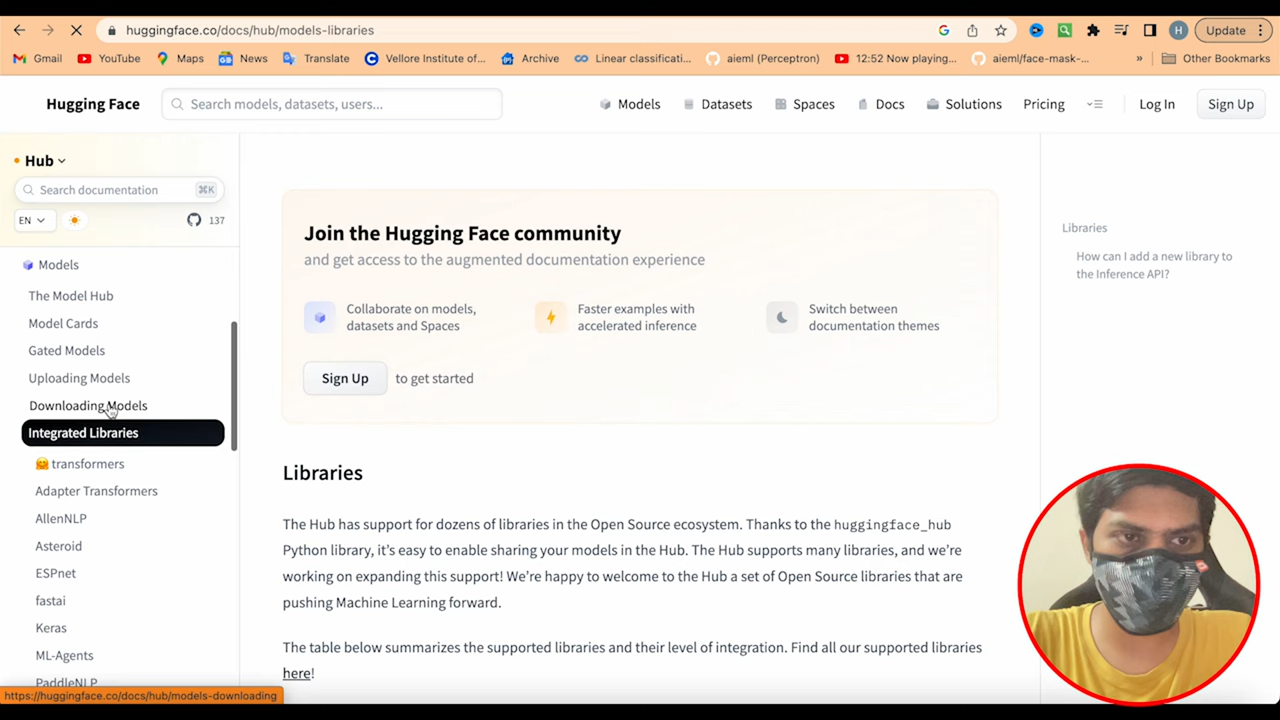 huggingface.co/docs/hub/models-libraries
Update
Gmail
YouTube
Maps
News
Translate
Vellore Institute of...
Archive
Linear classificati...
aieml (Perceptron)
12:52 Now playing...
aieml/face-mask-...
»
Other Bookmarks
Hugging Face
Search models, datasets, users...
Models
Datasets
Spaces
Docs
Solutions
Pricing
Log In
Sign Up
Hub
Search documentation
⌘K
EN
137
Models
The Model Hub
Model Cards
Gated Models
Uploading Models
Downloading Models
Integrated Libraries
transformers
Adapter Transformers
AllenNLP
Asteroid
ESPnet
fastai
Keras
ML-Agents
PaddleNLP
https://huggingface.co/docs/hub/models-downloading
Join the Hugging Face community
and get access to the augmented documentation experience
Collaborate on models,
datasets and Spaces
Faster examples with
accelerated inference
Switch between
documentation themes
Sign Up to get started
Libraries
The Hub has support for dozens of libraries in the Open Source ecosystem. Thanks to the huggingface_hub
Python library, it's easy to enable sharing your models in the Hub. The Hub supports many libraries, and we're
working on expanding this support! We're happy to welcome to the Hub a set of Open Source libraries that are
pushing Machine Learning forward.
The table below summarizes the supported libraries and their level of integration. Find all our supported libraries
here!
Libraries
How can I add a new library to
the Inference API?